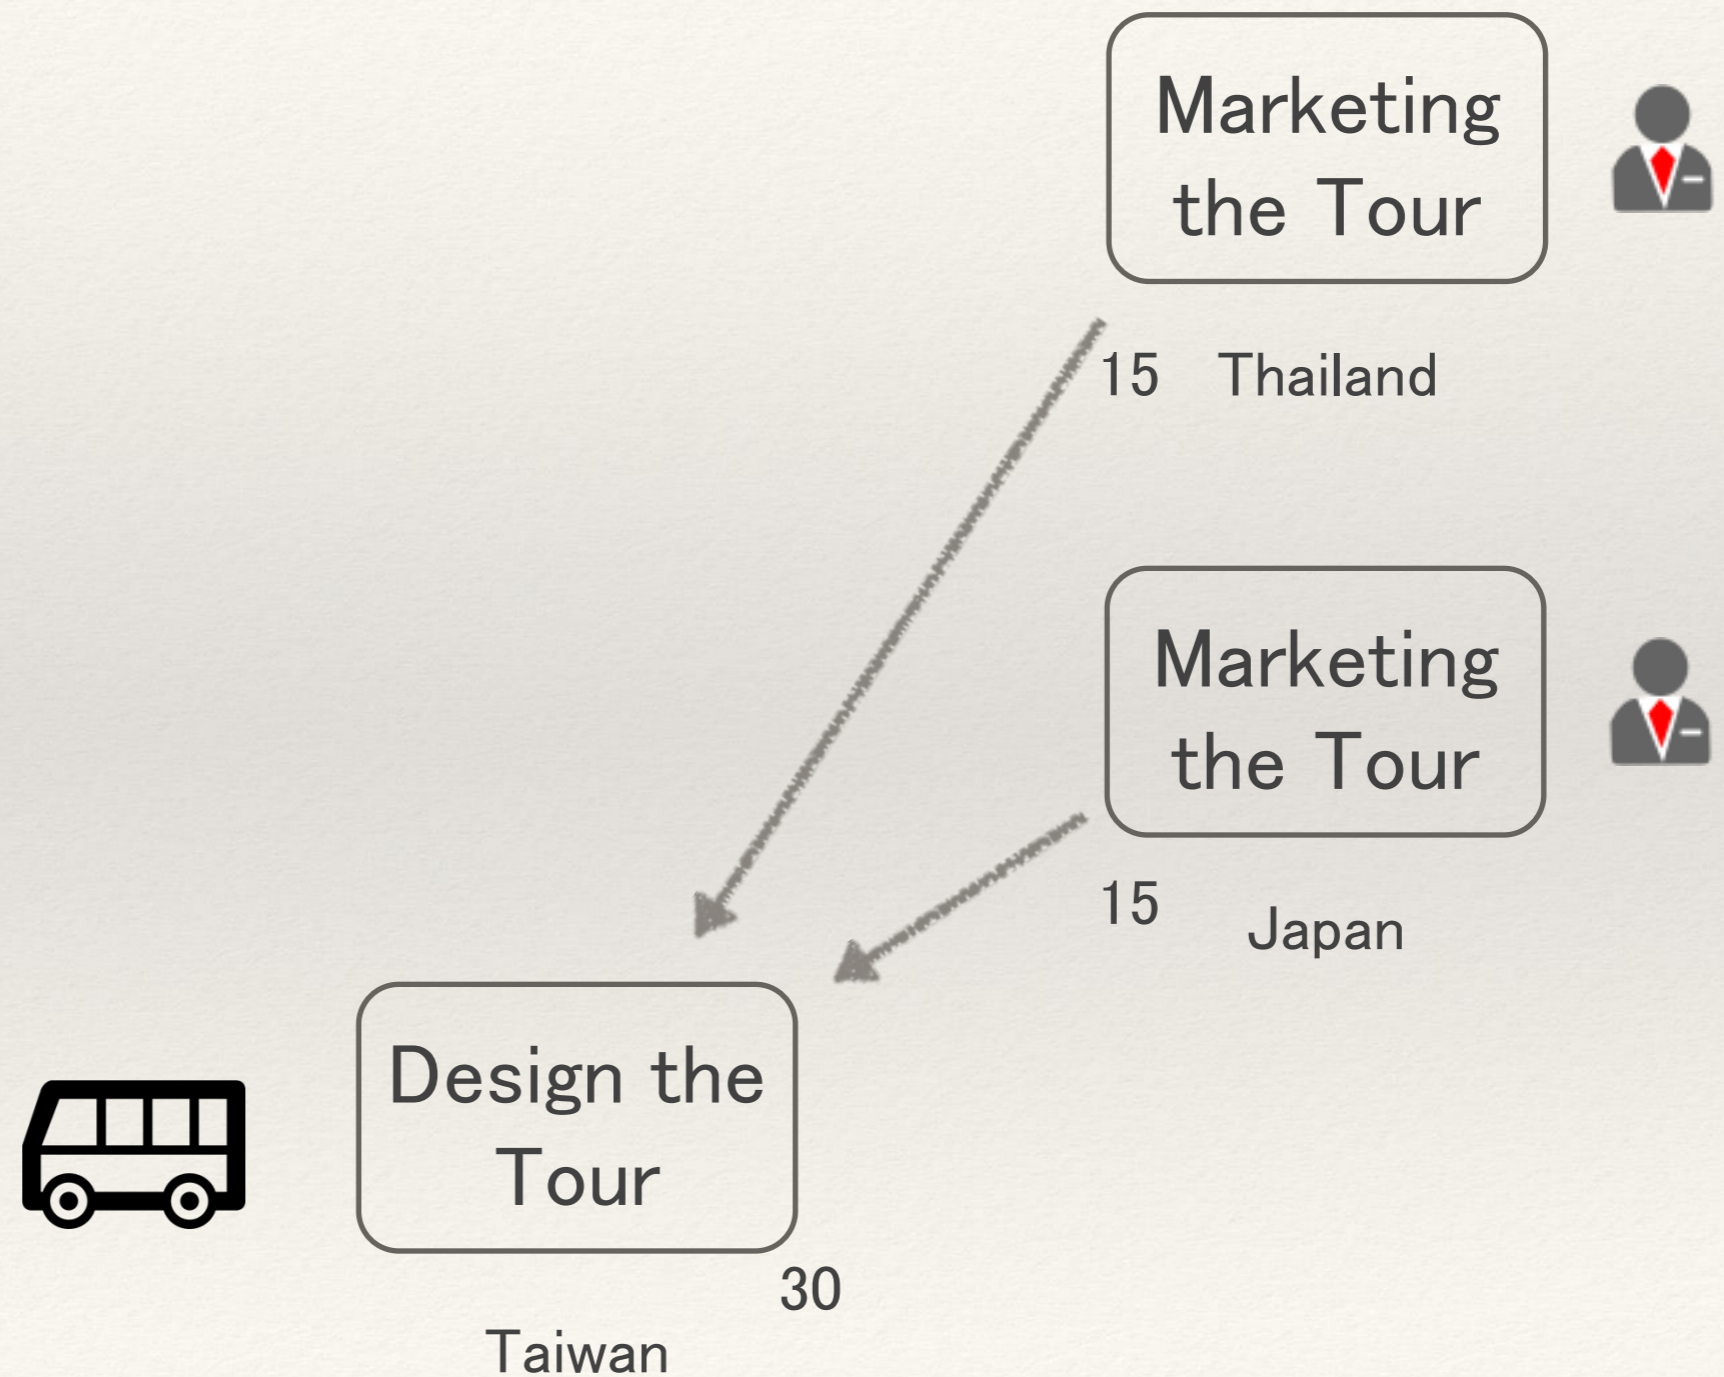 Marketing
the Tour
15 Thailand
Marketing
the Tour
15
Japan
Design the
Tour
30
Taiwan